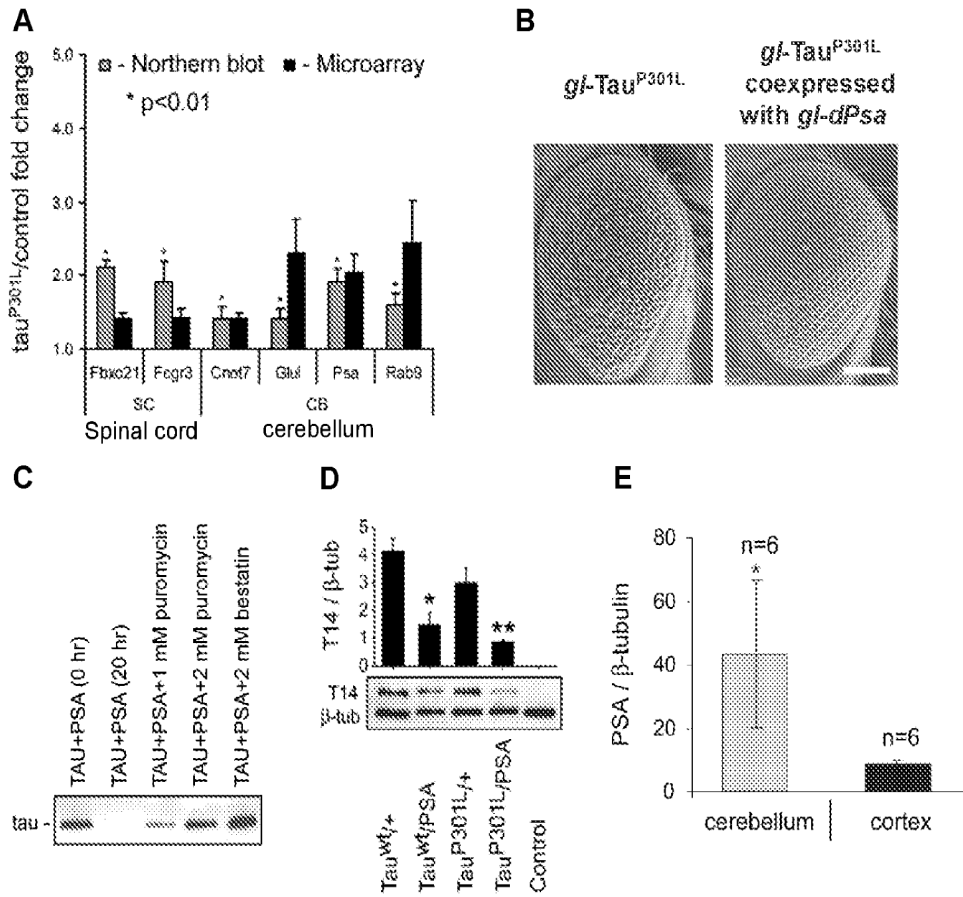 A
tau^P301L/control fold change
5.0
4.0
3.0
2.0
1.0
- Northern blot
- Microarray
* p<0.01
* * * * * *
Fbxo21 Fcgr3 Cnot7 Glul Psa Rab9
SC CB
Spinal cord cerebellum
B
gl-Tau^P301L
gl-Tau^P301L
coexpressed
with gl-dPsa
C
TAU+PSA (0 hr)
TAU+PSA (20 hr)
TAU+PSA+1 mM puromycin
TAU+PSA+2 mM puromycin
TAU+PSA+2 mM bestatin
tau -
D
T14 / β-tub
5
4
3
2
1
0
*
**
T14
β-tub
Tau^wt/+
Tau^wt/PSA
Tau^P301L/+
Tau^P301L/PSA
Control
E
PSA / β-tubulin
80
60
40
20
0
n=6
*
n=6
cerebellum cortex